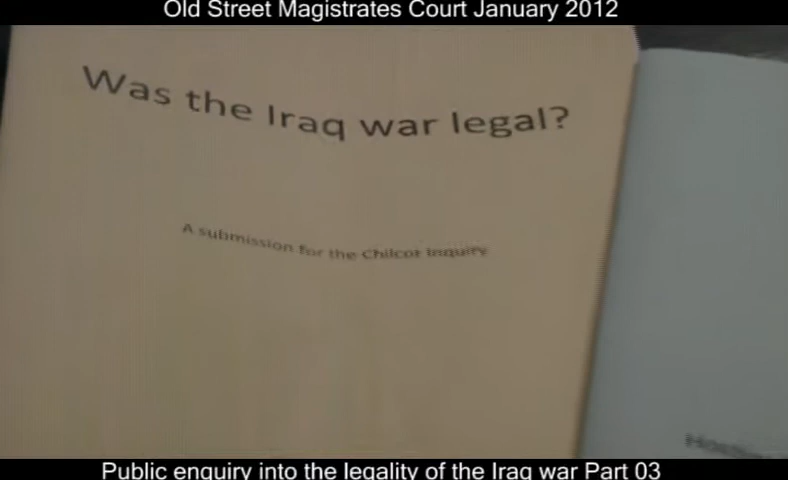 Old Street Magistrates Court January 2012
Was the Iraq war legal?
A submission for the Chilcot Inquiry
Public enquiry into the legality of the Iraq war Part 03